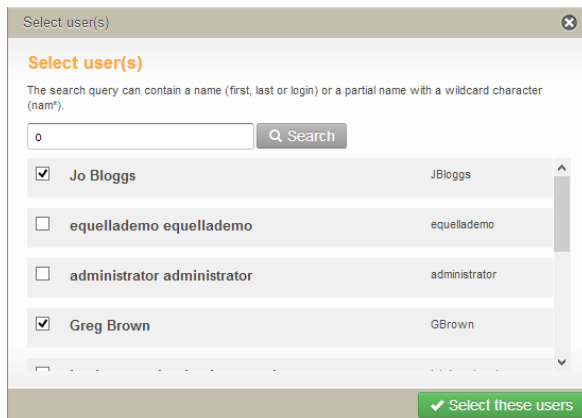 Select user(s)
Select user(s)
The search query can contain a name (first, last or login) or a partial name with a wildcard character
(nam*).
o
Search
Jo Bloggs JBloggs
equellademo equellademo equellademo
administrator administrator administrator
Greg Brown GBrown
Select these users